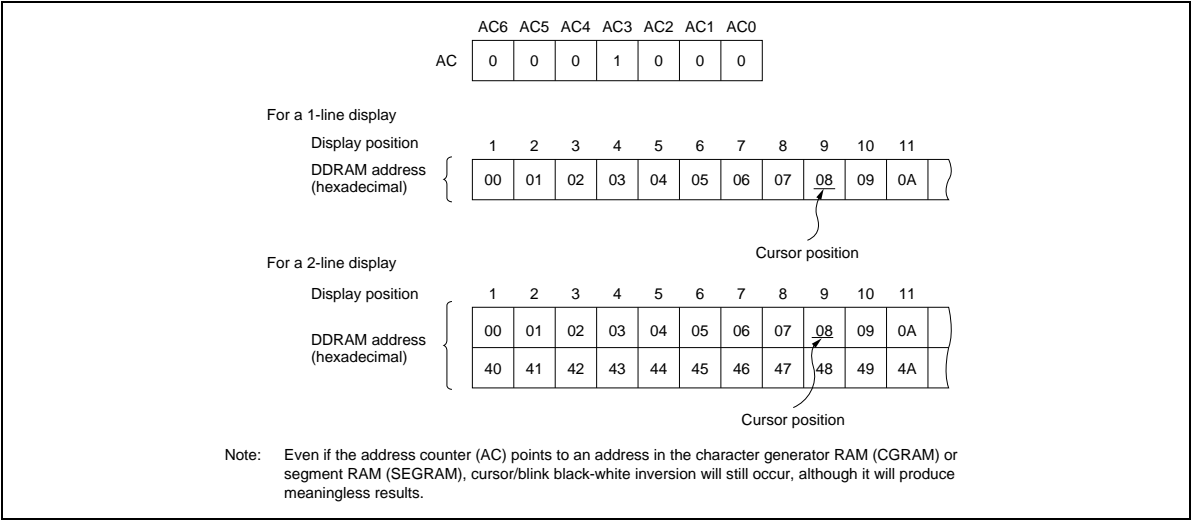 AC6 AC5 AC4 AC3 AC2 AC1 AC0
AC 0 0 0 1 0 0 0
For a 1-line display
Display position 1 2 3 4 5 6 7 8 9 10 11
DDRAM address
(hexadecimal)
00 01 02 03 04 05 06 07 08 09 0A
Cursor position
For a 2-line display
Display position 1 2 3 4 5 6 7 8 9 10 11
DDRAM address
(hexadecimal)
00 01 02 03 04 05 06 07 08 09 0A
40 41 42 43 44 45 46 47 48 49 4A
Cursor position
Note: Even if the address counter (AC) points to an address in the character generator RAM (CGRAM) or
segment RAM (SEGRAM), cursor/blink black-white inversion will still occur, although it will produce
meaningless results.